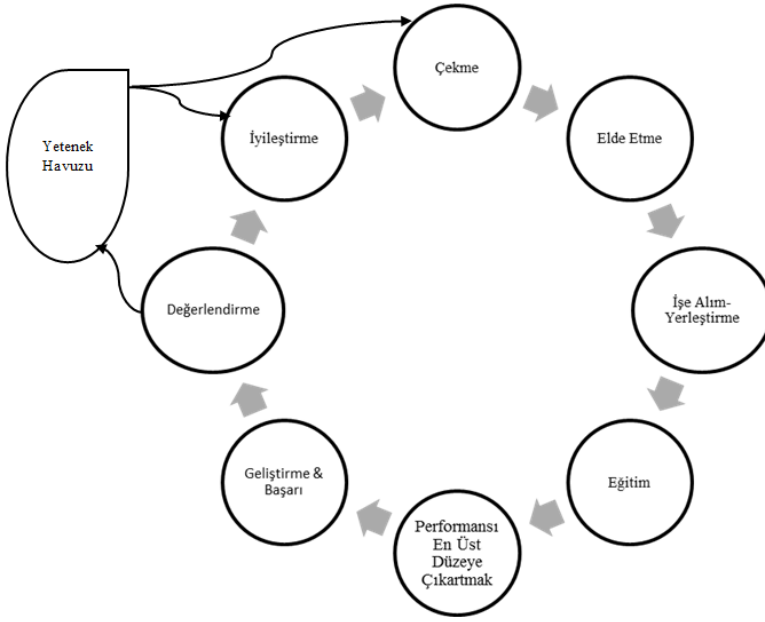 Çekme
Elde Etme
İşe Alım-
Yerleştirme
Eğitim
Performansı
En Üst
Düzeye
Çıkartmak
Geliştirme &
Başarı
Değerlendirme
İyileştirme
Yetenek
Havuzu